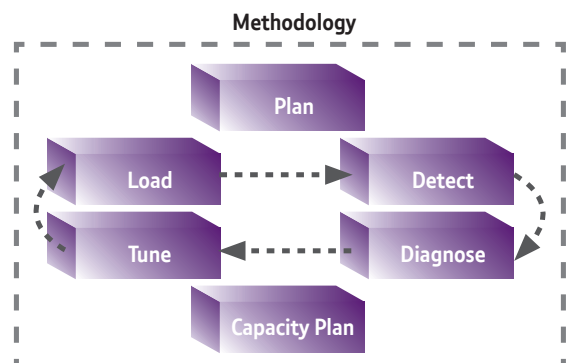 Methodology
Plan
Load
Detect
Tune
Diagnose
Capacity Plan